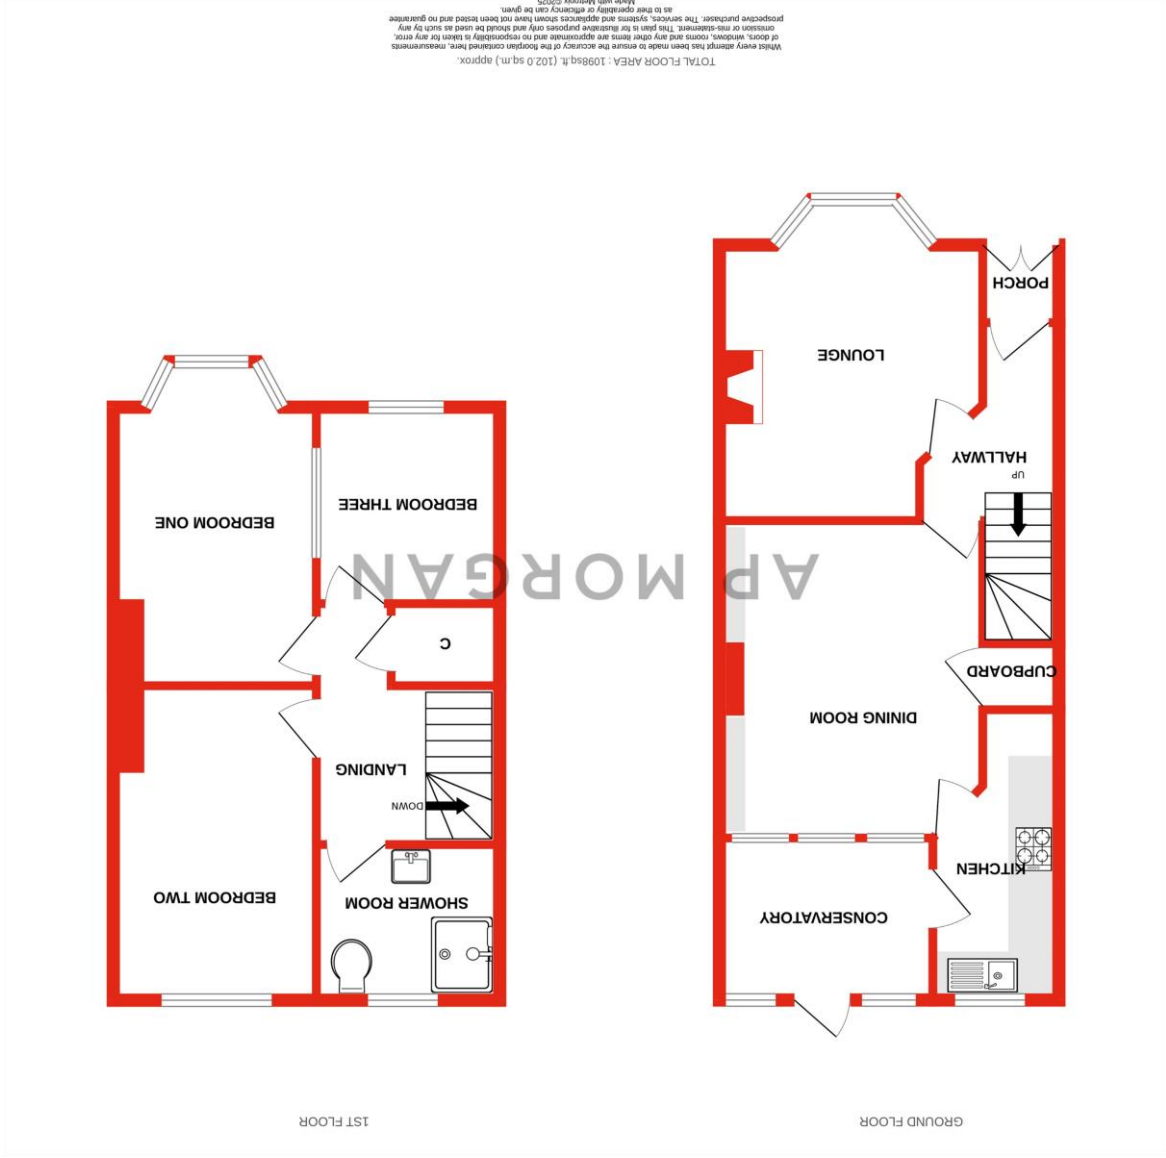 GROUND FLOOR
CONSERVATORY
KITCHEN
DINING ROOM
CUPBOARD
UP
HALLWAY
LOUNGE
PORCH
1ST FLOOR
SHOWER ROOM
BEDROOM TWO
DOWN
LANDING
C
BEDROOM THREE
BEDROOM ONE
AP MORGAN
TOTAL FLOOR AREA : 1098sq.ft. (102.0 sq.m.) approx.
Whilst every attempt has been made to ensure the accuracy of the floorplan contained here, measurements
of doors, windows, rooms and any other items are approximate and no responsibility is taken for any error,
omission or mis-statement. This plan is for illustrative purposes only and should be used as such by any
prospective purchaser. The services, systems and appliances shown have not been tested and no guarantee
as to their operability or efficiency can be given.
Made with Metropix ©2025